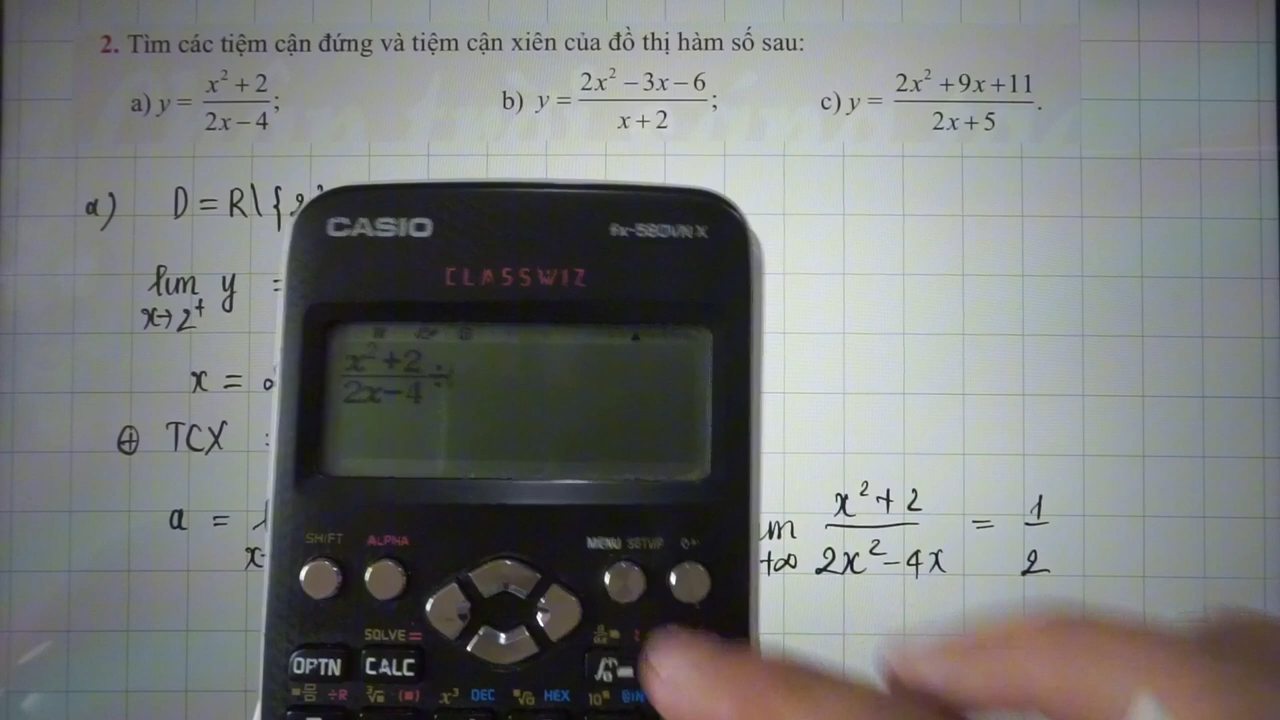 2. Tìm các tiệm cận đứng và tiệm cận xiên của đồ thị hàm số sau:
a) y = (x² + 2)/(2x − 4); b) y = (2x² − 3x − 6)/(x + 2); c) y = (2x² + 9x + 11)/(2x + 5).
a) D = R\{2
CASIO fx-580VN X
CLASSWIZ
lim y =
x→2⁺
(x²+2)/(2x−4) ÷
x =
⊕ TCX :
a =
x²+2 / 2x²−4x = 1/2
+∞
SHIFT ALPHA MENU SETUP
SOLVE =
OPTN CALC
÷R x³ DEC HEX BIN